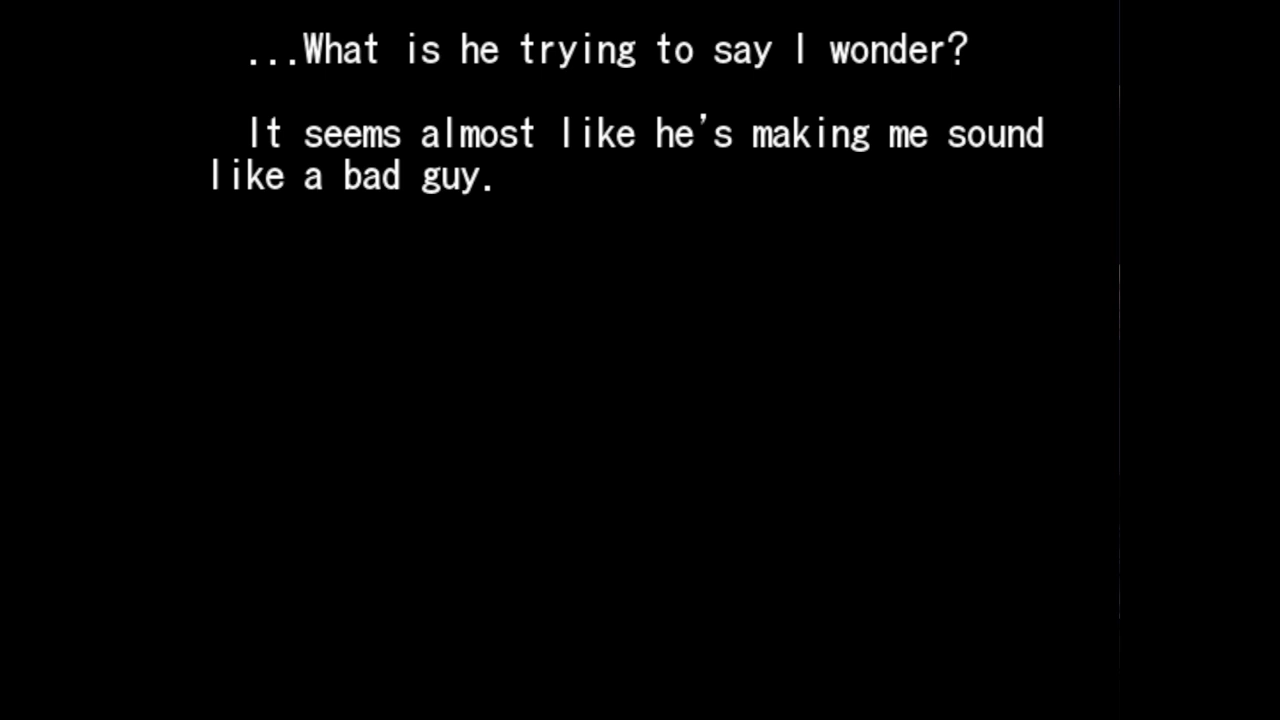 ...What is he trying to say I wonder?
It seems almost like he's making me sound
like a bad guy.